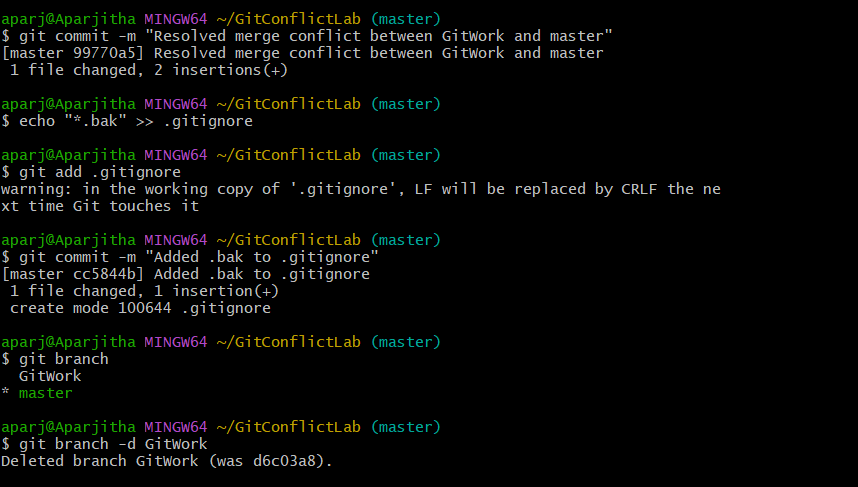 aparj@Aparjitha MINGW64 ~/GitConflictLab (master)
$ git commit -m "Resolved merge conflict between GitWork and master"
[master 99770a5] Resolved merge conflict between GitWork and master
 1 file changed, 2 insertions(+)
aparj@Aparjitha MINGW64 ~/GitConflictLab (master)
$ echo "*.bak" >> .gitignore
aparj@Aparjitha MINGW64 ~/GitConflictLab (master)
$ git add .gitignore
warning: in the working copy of '.gitignore', LF will be replaced by CRLF the ne
xt time Git touches it
aparj@Aparjitha MINGW64 ~/GitConflictLab (master)
$ git commit -m "Added .bak to .gitignore"
[master cc5844b] Added .bak to .gitignore
 1 file changed, 1 insertion(+)
 create mode 100644 .gitignore
aparj@Aparjitha MINGW64 ~/GitConflictLab (master)
$ git branch
  GitWork
* master
aparj@Aparjitha MINGW64 ~/GitConflictLab (master)
$ git branch -d GitWork
Deleted branch GitWork (was d6c03a8).